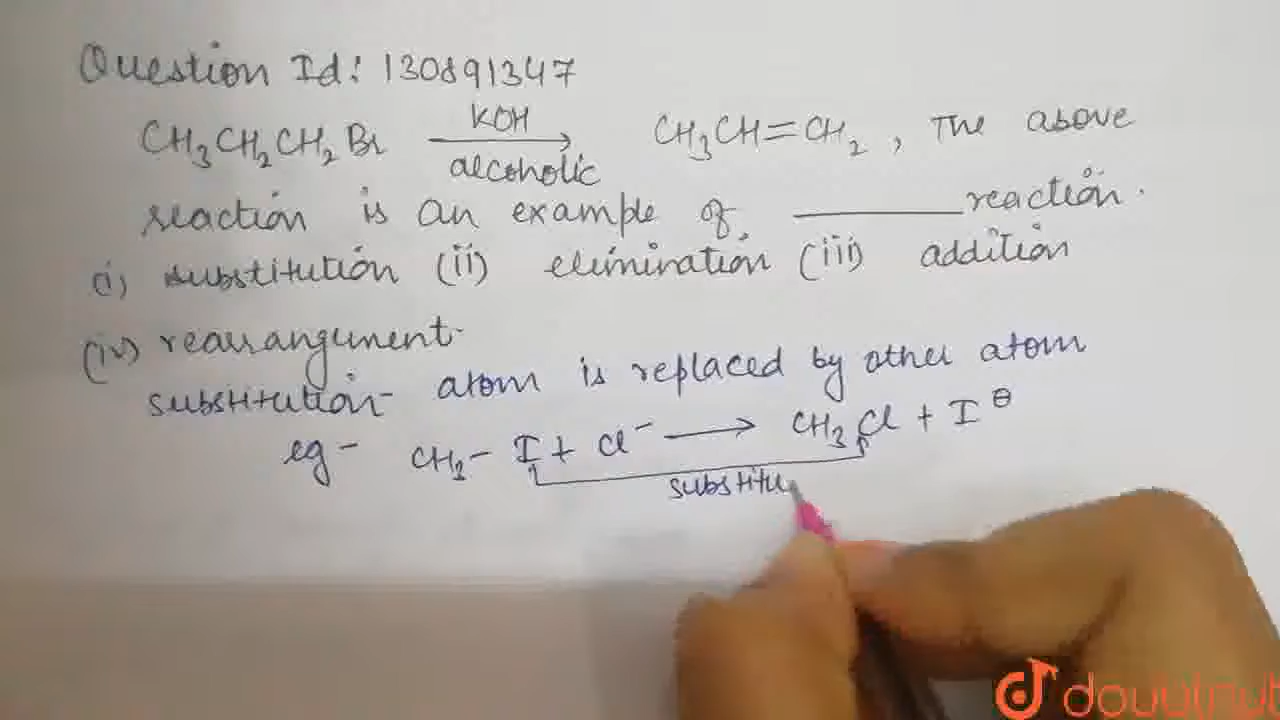 Question Id: 130891347
CH₃CH₂CH₂Br KOH alcoholic → CH₃CH=CH₂, The above
reaction is an example of ______ reaction.
(i) substitution (ii) elimination (iii) addition
(iv) rearrangement.
substitution- atom is replaced by other atom
eg- CH₃-I + Cl⁻ → CH₃Cl + I⊖
substitu
doubtnut